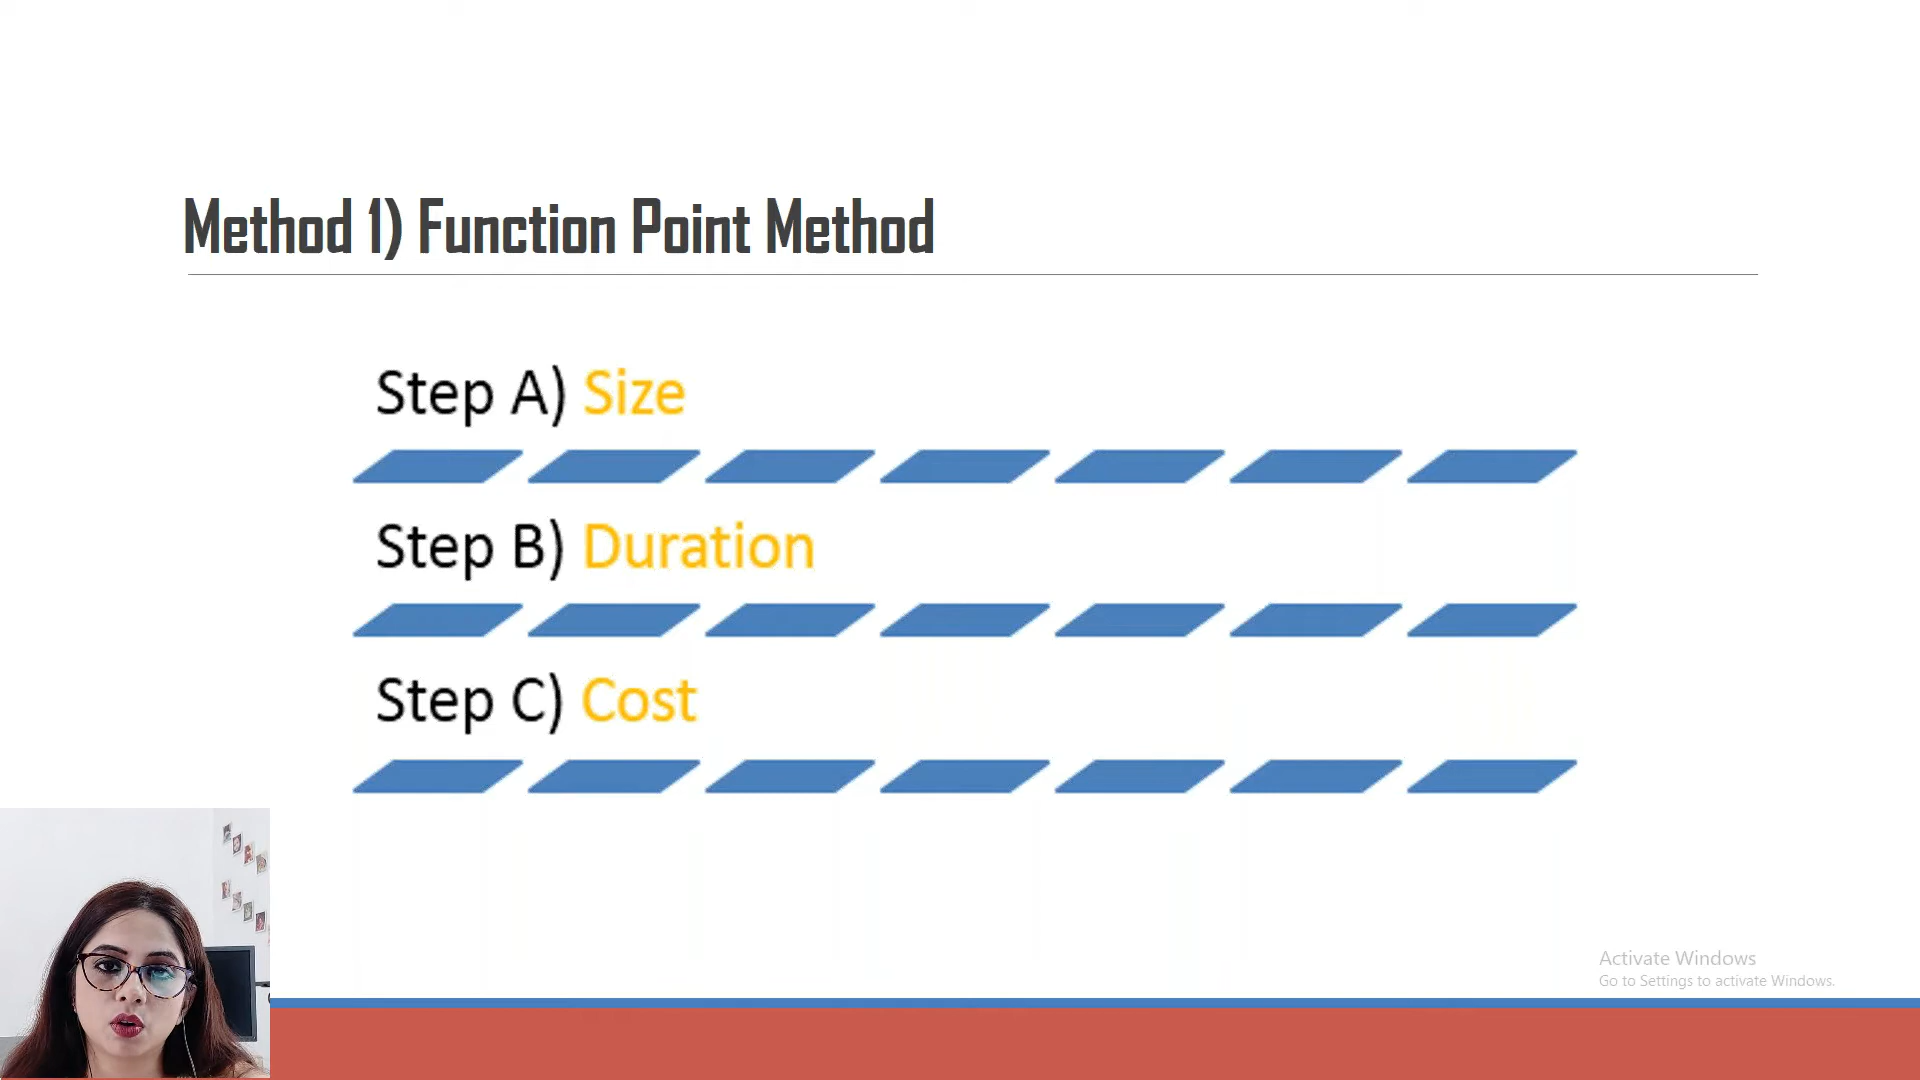 Method 1) Function Point Method
Step A) Size
Step B) Duration
Step C) Cost
Activate Windows
Go to Settings to activate Windows.